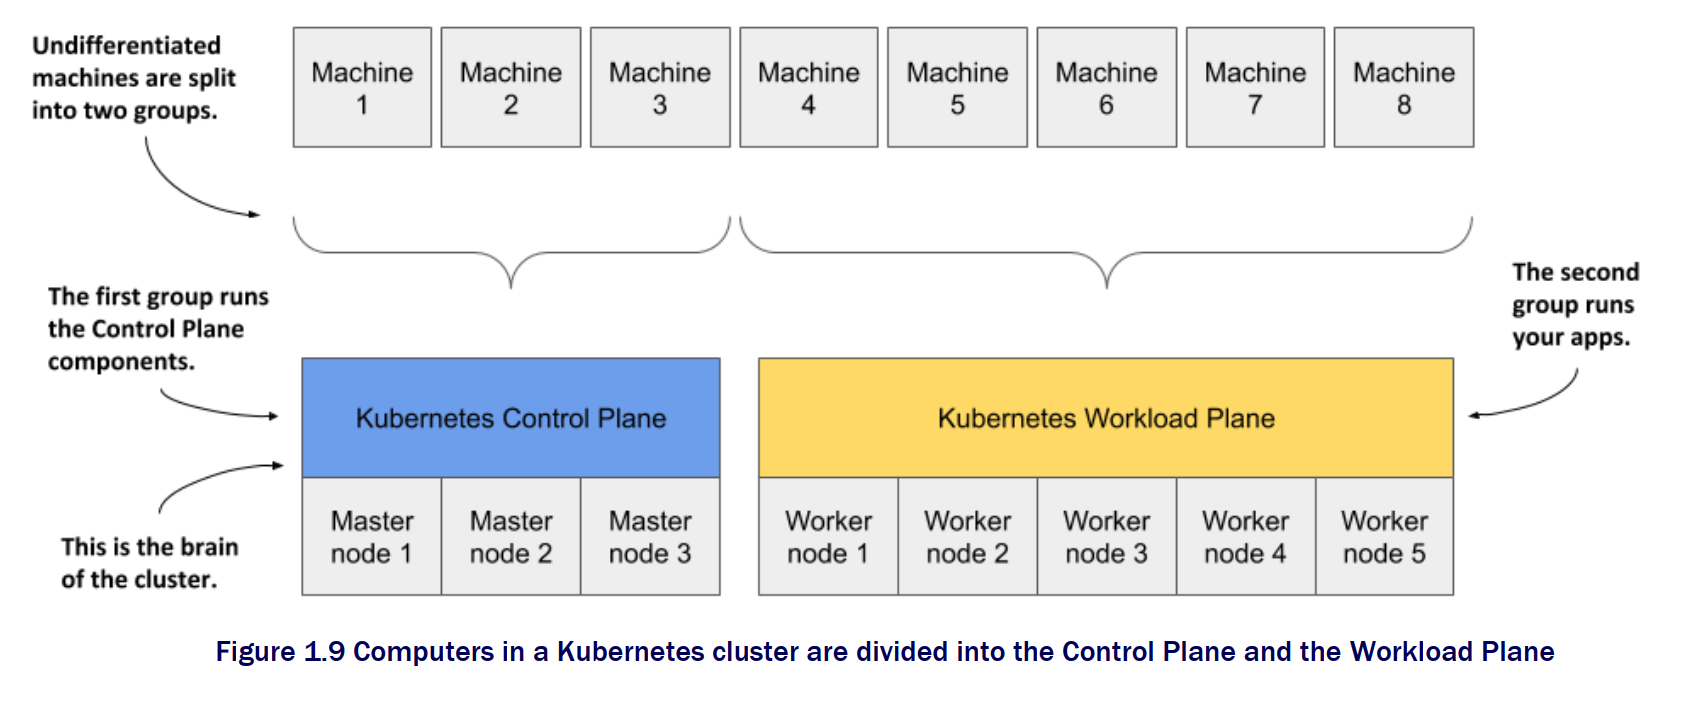 Undifferentiated
machines are split
into two groups.
Machine
1
Machine
2
Machine
3
Machine
4
Machine
5
Machine
6
Machine
7
Machine
8
The first group runs
the Control Plane
components.
The second
group runs
your apps.
Kubernetes Control Plane
Kubernetes Workload Plane
This is the brain
of the cluster.
Master
node 1
Master
node 2
Master
node 3
Worker
node 1
Worker
node 2
Worker
node 3
Worker
node 4
Worker
node 5
Figure 1.9 Computers in a Kubernetes cluster are divided into the Control Plane and the Workload Plane